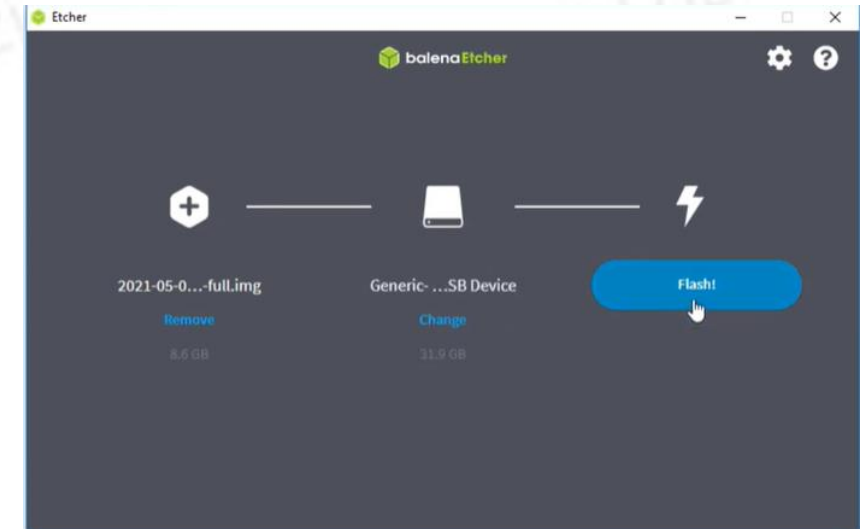 Etcher
balenaEtcher
2021-05-0...-full.img
Generic- ...SB Device
Flash!
Remove
Change
8.6 GB
31.9 GB